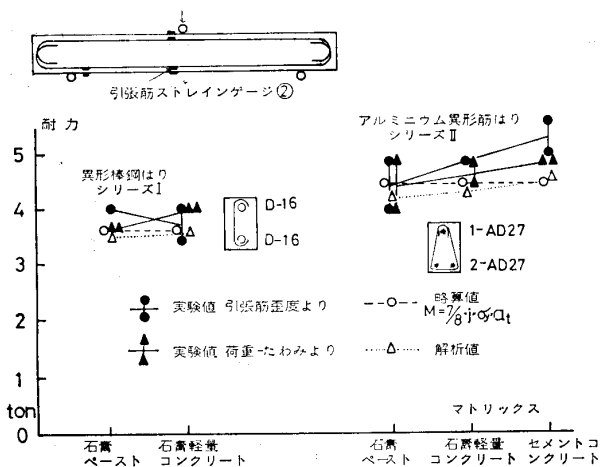 引張筋ストレインゲージ②
耐力
アルミニウム異形筋はり
シリーズⅡ
異形棒鋼はり
シリーズⅠ
5
4
3
2
1
ton
0
D-16
D-16
1-AD27
2-AD27
実験値 引張筋歪度より
実験値 荷重-たわみより
略算値
M=7/8・j・σy・at
解析値
マトリックス
石膏
ペースト
石膏軽量
コンクリート
石膏
ペースト
石膏軽量
コンクリート
セメントコ
ンクリート